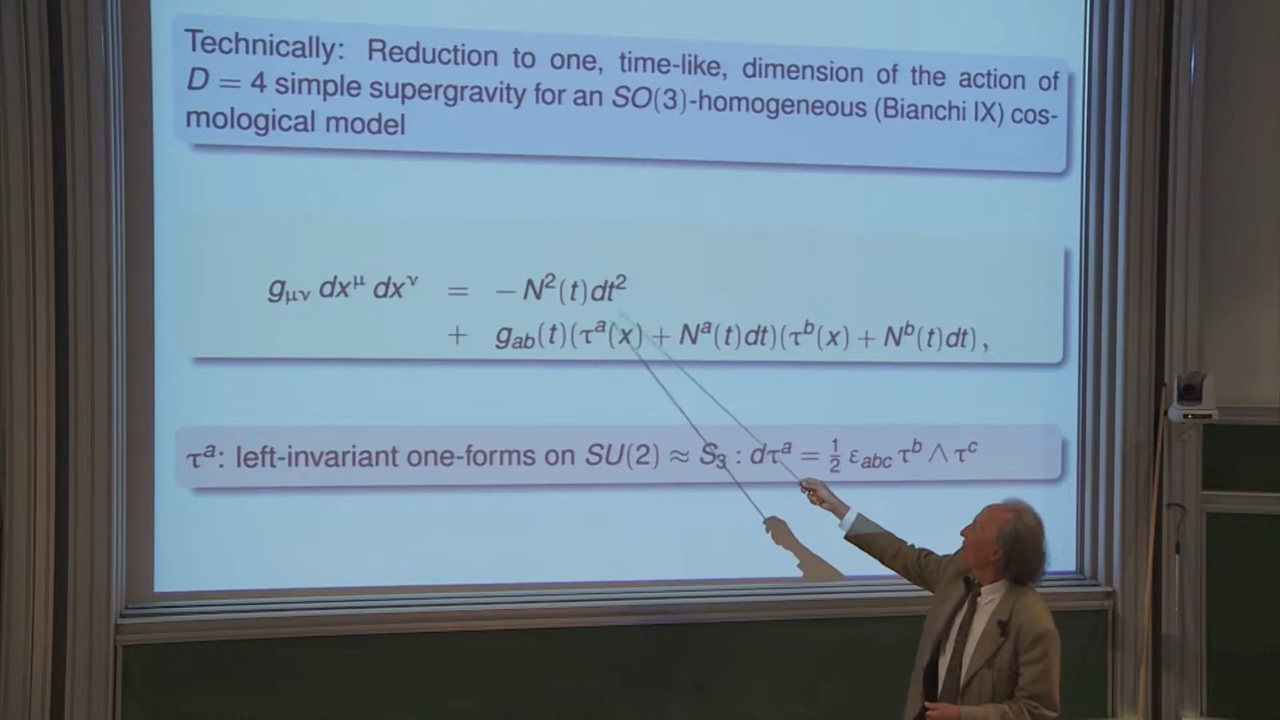 Technically: Reduction to one, time-like, dimension of the action of
D = 4 simple supergravity for an SO(3)-homogeneous (Bianchi IX) cos-
mological model
g_{μν} dx^μ dx^ν = − N²(t)dt²
+ g_{ab}(t)(τ^a(x) + N^a(t)dt)(τ^b(x) + N^b(t)dt),
τ^a: left-invariant one-forms on SU(2) ≈ S₃ : dτ^a = ½ ε_{abc} τ^b ∧ τ^c